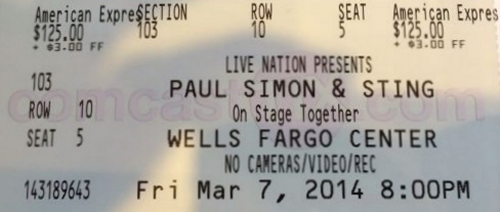 American Expres SECTION ROW SEAT American Expres
$125.00 103 10 5 $125.00
+ $3.00 FF + $3.00 FF
LIVE NATION PRESENTS
103 PAUL SIMON & STING
comcast .com
ROW 10 On Stage Together
SEAT 5 WELLS FARGO CENTER
NO CAMERAS/VIDEO/REC
143189643 Fri Mar 7, 2014 8:00PM